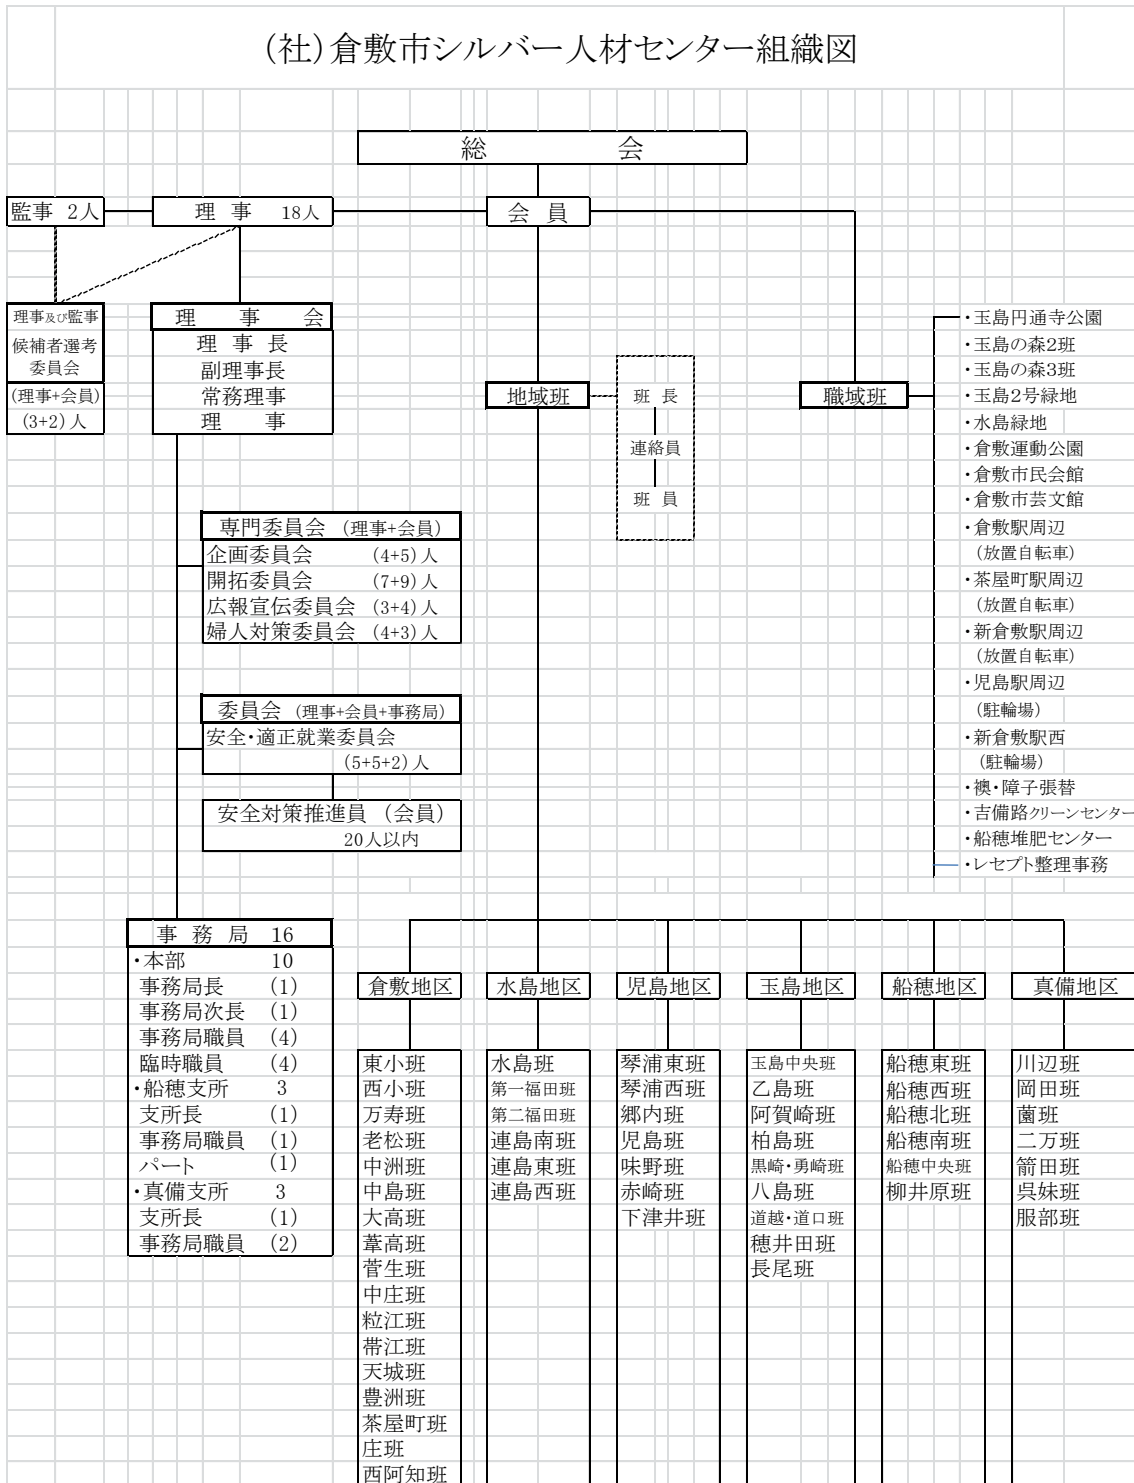 (社)倉敷市シルバー人材センター組織図
総 会
監事 2人
理 事 18人
会 員
理事及び監事
候補者選考
委員会
(理事+会員)
(3+2)人
理 事 会
理 事 長
副理事長
常務理事
理 事
地域班
班 長
連絡員
班 員
職域班
・玉島円通寺公園
・玉島の森2班
・玉島の森3班
・玉島2号緑地
・水島緑地
・倉敷運動公園
・倉敷市民会館
・倉敷市芸文館
・倉敷駅周辺
(放置自転車)
・茶屋町駅周辺
(放置自転車)
・新倉敷駅周辺
(放置自転車)
・児島駅周辺
(駐輪場)
・新倉敷駅西
(駐輪場)
・襖・障子張替
・吉備路クリーンセンター
・船穂堆肥センター
・レセプト整理事務
専門委員会 (理事+会員)
企画委員会 (4+5)人
開拓委員会 (7+9)人
広報宣伝委員会 (3+4)人
婦人対策委員会 (4+3)人
委員会 (理事+会員+事務局)
安全・適正就業委員会
(5+5+2)人
安全対策推進員 (会員)
20人以内
事 務 局 16
・本部 10
事務局長 (1)
事務局次長 (1)
事務局職員 (4)
臨時職員 (4)
・船穂支所 3
支所長 (1)
事務局職員 (1)
パート (1)
・真備支所 3
支所長 (1)
事務局職員 (2)
倉敷地区
東小班
西小班
万寿班
老松班
中洲班
中島班
大高班
葦高班
菅生班
中庄班
粒江班
帯江班
天城班
豊洲班
茶屋町班
庄班
西阿知班
水島地区
水島班
第一福田班
第二福田班
連島南班
連島東班
連島西班
児島地区
琴浦東班
琴浦西班
郷内班
児島班
味野班
赤崎班
下津井班
玉島地区
玉島中央班
乙島班
阿賀崎班
柏島班
黒崎・勇崎班
八島班
道越・道口班
穂井田班
長尾班
船穂地区
船穂東班
船穂西班
船穂北班
船穂南班
船穂中央班
柳井原班
真備地区
川辺班
岡田班
薗班
二万班
箭田班
呉妹班
服部班